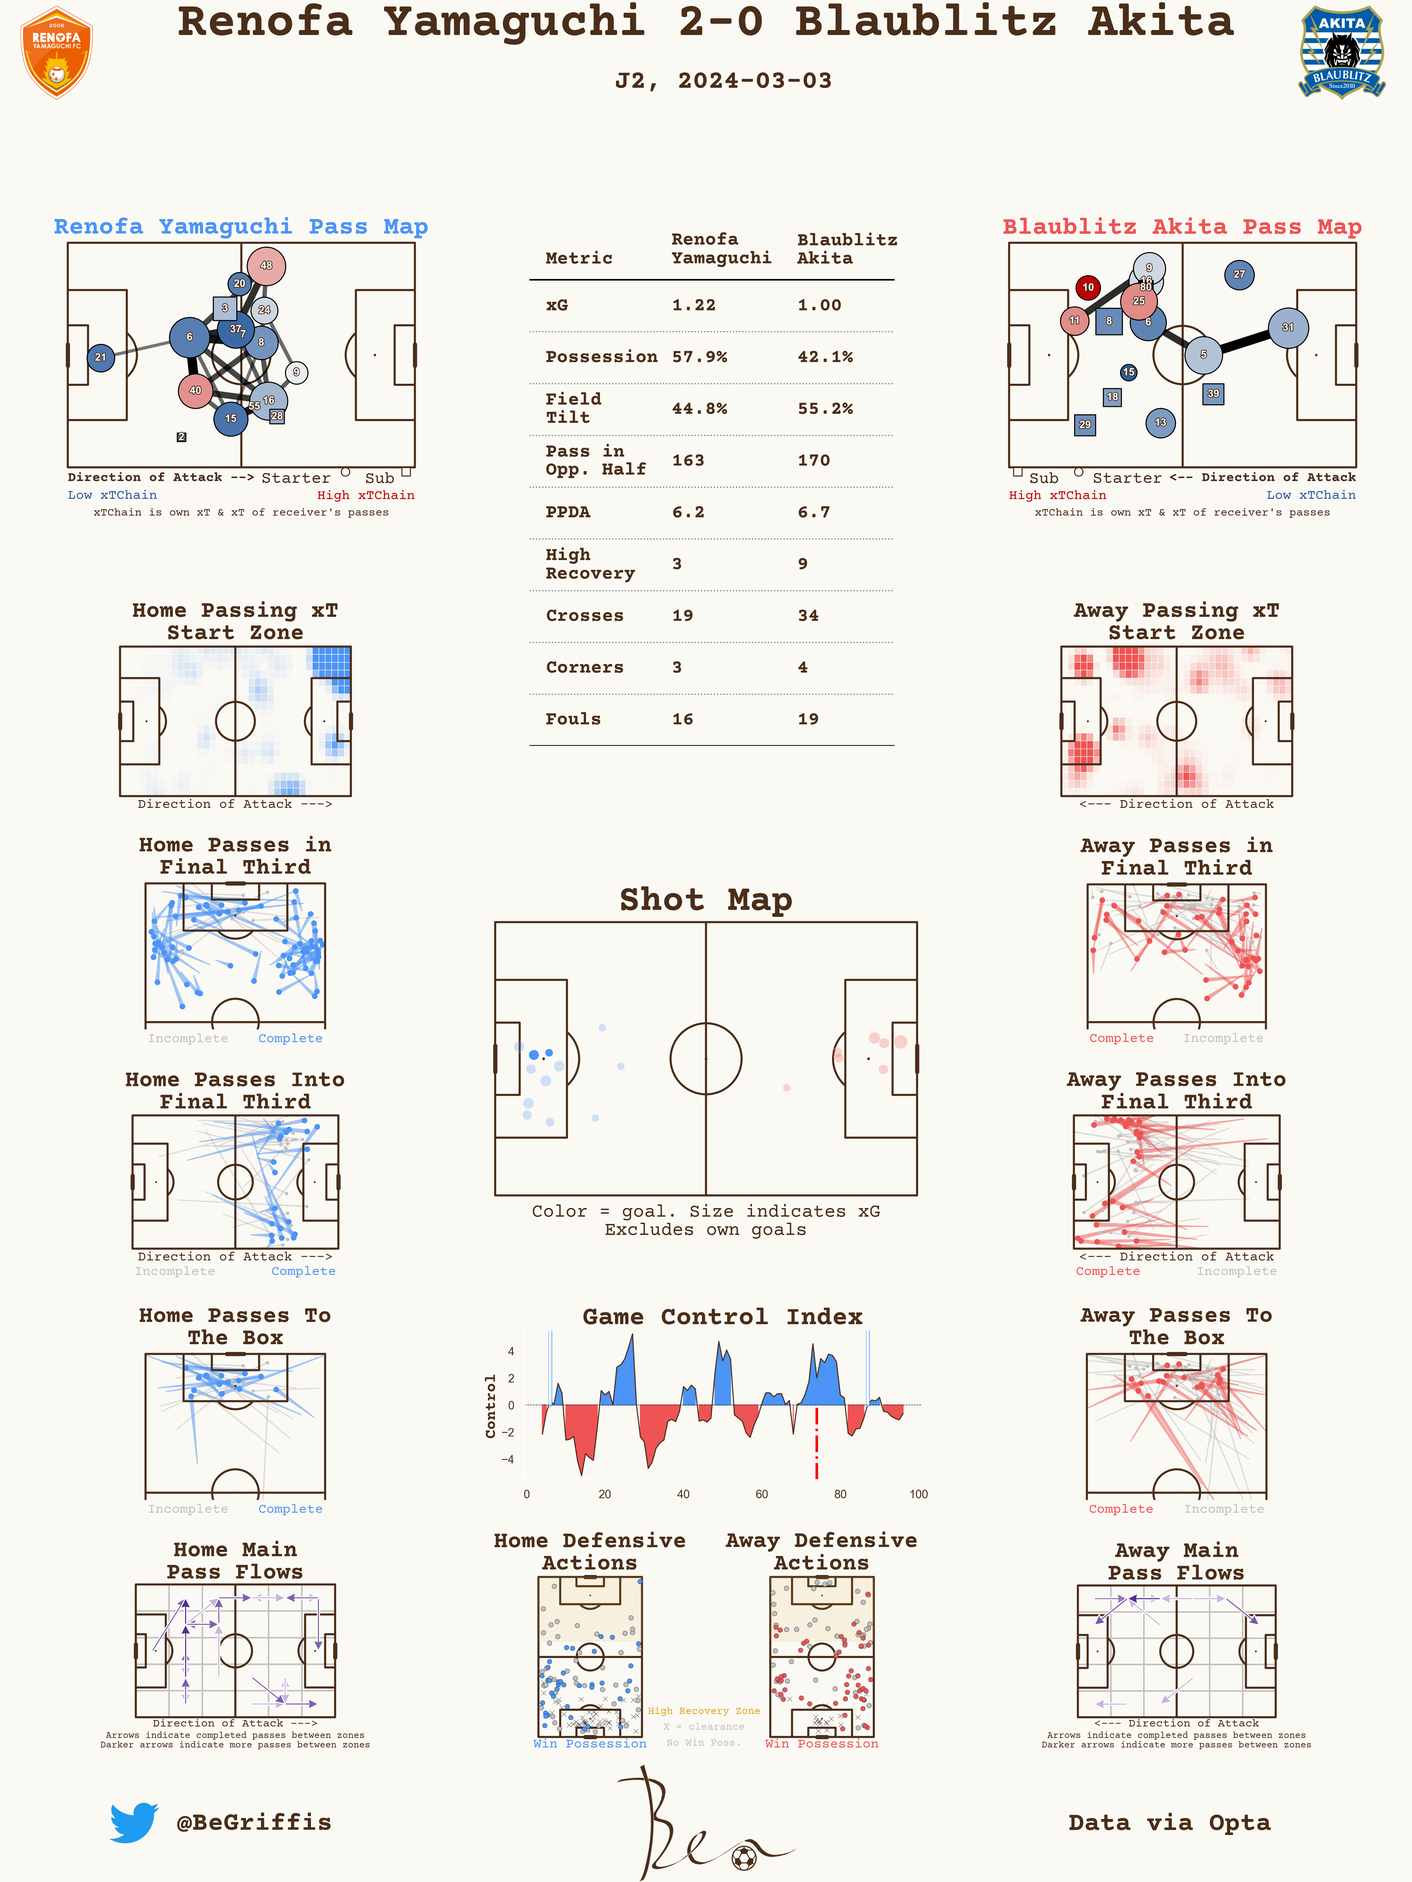 Renofa Yamaguchi 2-0 Blaublitz Akita
J2, 2024-03-03
2006
RENOFA
YAMAGUCHI FC
AKITA
BLAUBLITZ
Since2010
Renofa Yamaguchi Pass Map
48
20
3
24
37
7
6
8
21
9
40
16
55
28
15
2
Direction of Attack --> Starter Sub
Low xTChain High xTChain
xTChain is own xT & xT of receiver's passes
Metric Renofa Yamaguchi Blaublitz Akita
xG 1.22 1.00
Possession 57.9% 42.1%
Field Tilt 44.8% 55.2%
Pass in Opp. Half 163 170
PPDA 6.2 6.7
High Recovery 3 9
Crosses 19 34
Corners 3 4
Fouls 16 19
Blaublitz Akita Pass Map
9
16
80
27
10
25
11
8
6
31
5
15
18
39
29
13
Sub Starter <-- Direction of Attack
High xTChain Low xTChain
xTChain is own xT & xT of receiver's passes
Home Passing xT
Start Zone
Direction of Attack --->
Away Passing xT
Start Zone
<--- Direction of Attack
Home Passes in
Final Third
Incomplete Complete
Away Passes in
Final Third
Complete Incomplete
Shot Map
Color = goal. Size indicates xG
Excludes own goals
Home Passes Into
Final Third
Direction of Attack --->
Incomplete Complete
Away Passes Into
Final Third
<--- Direction of Attack
Complete Incomplete
Home Passes To
The Box
Incomplete Complete
Game Control Index
Control
4
2
0
−2
−4
0 20 40 60 80 100
Away Passes To
The Box
Complete Incomplete
Home Main
Pass Flows
Direction of Attack --->
Arrows indicate completed passes between zones
Darker arrows indicate more passes between zones
Home Defensive
Actions
Win Possession
Away Defensive
Actions
Win Possession
High Recovery Zone
X = clearance
No Win Poss.
Away Main
Pass Flows
<--- Direction of Attack
Arrows indicate completed passes between zones
Darker arrows indicate more passes between zones
@BeGriffis
Ben
Data via Opta